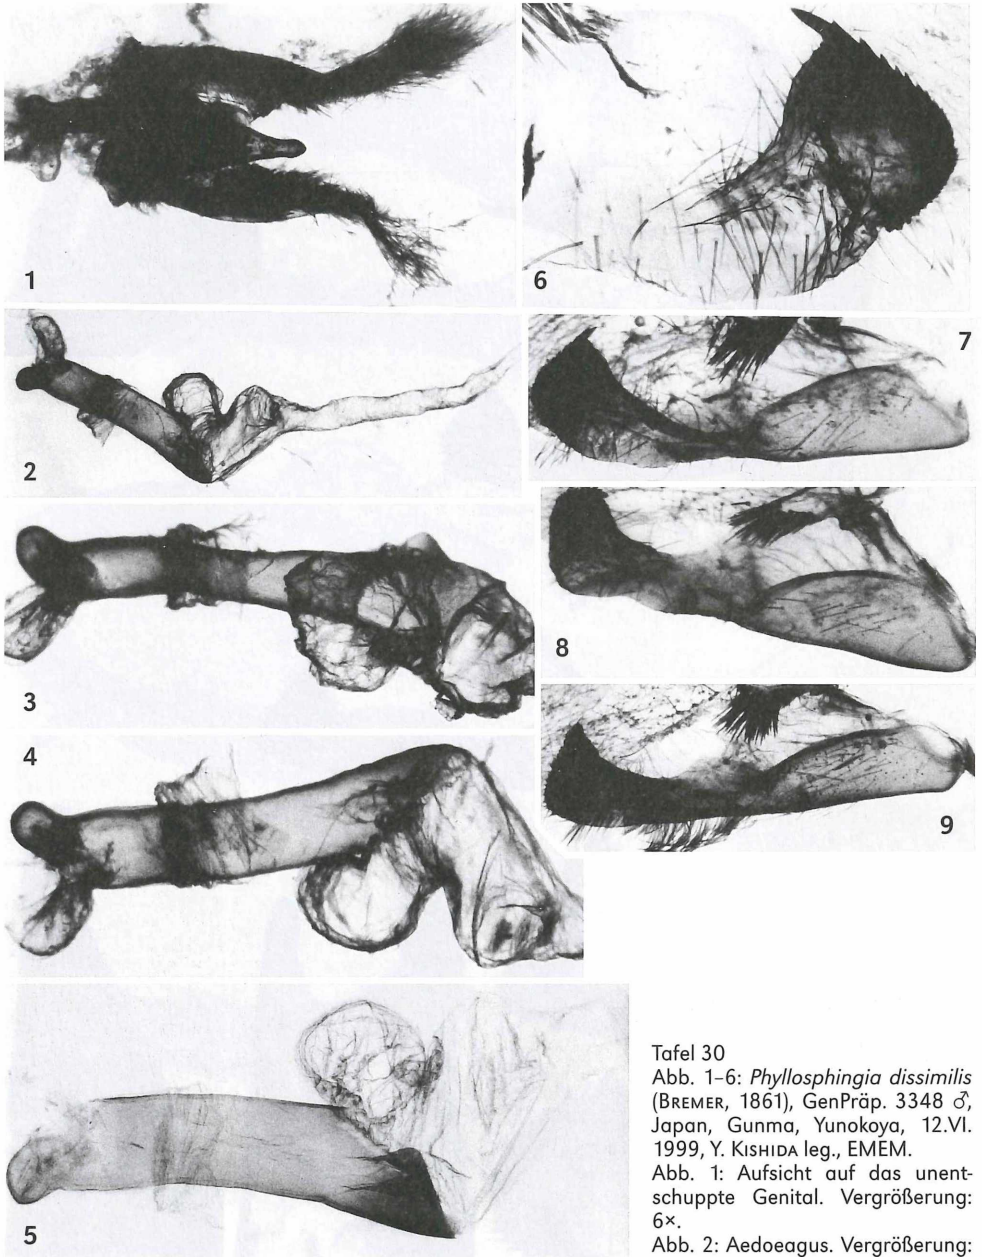 1
6
7
2
8
3
4
9
5
Tafel 30
Abb. 1–6: Phyllosphingia dissimilis
(BREMER, 1861), GenPräp. 3348 ♂,
Japan, Gunma, Yunokoya, 12.VI.
1999, Y. KISHIDA leg., EMEM.
Abb. 1: Aufsicht auf das unent-
schuppte Genital. Vergrößerung:
6×.
Abb. 2: Aedoeagus. Vergrößerung: